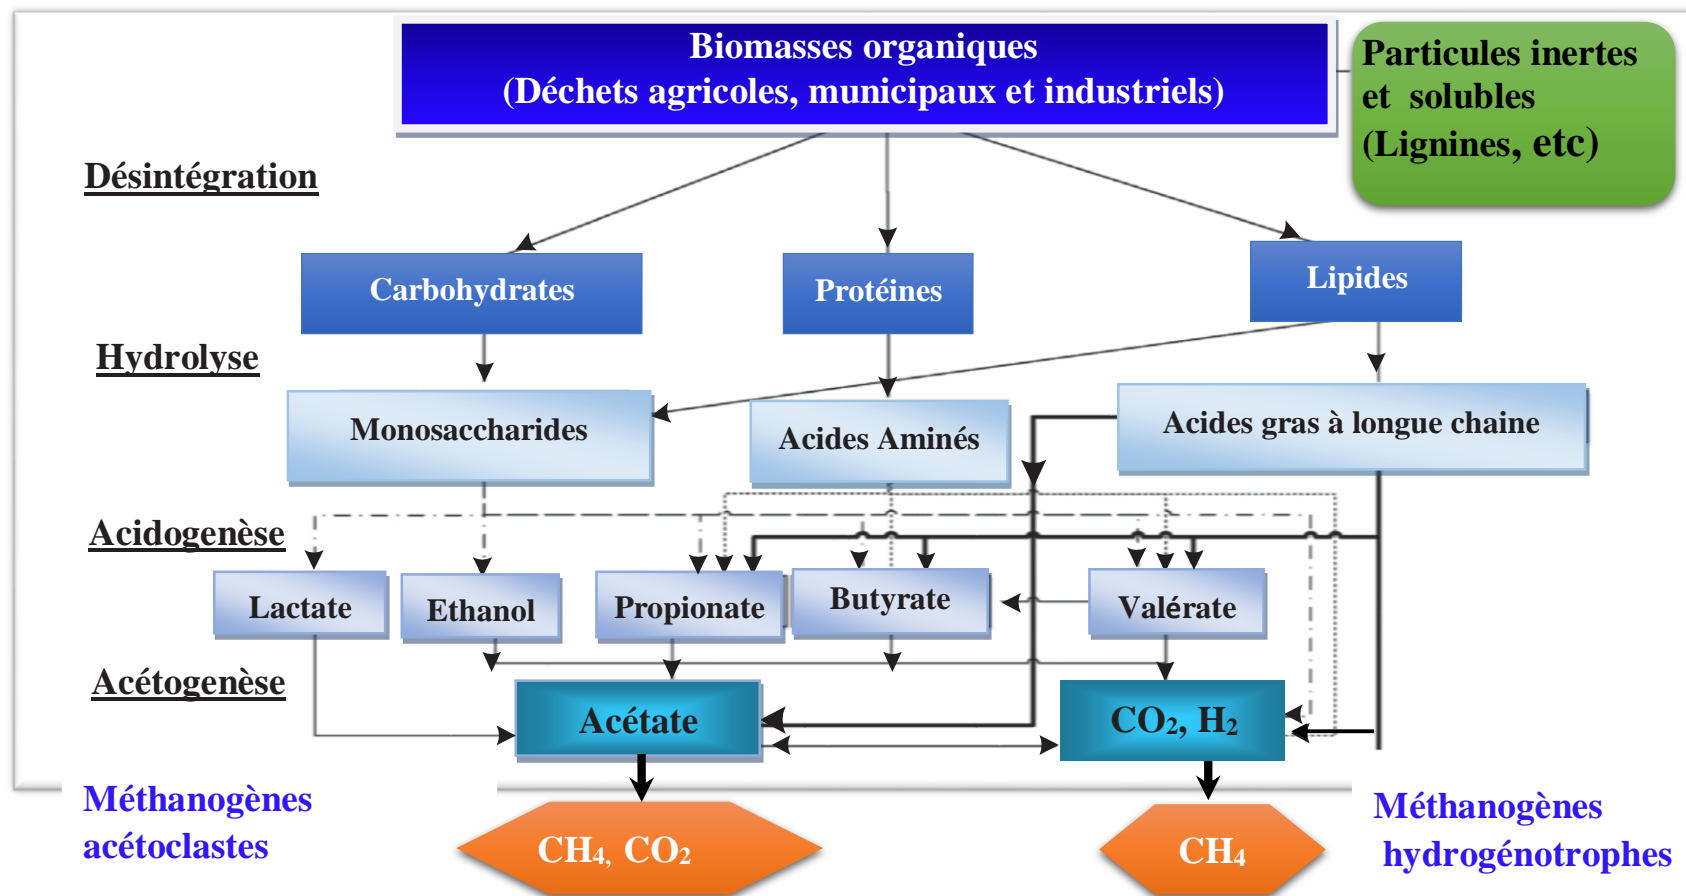 Biomasses organiques
(Déchets agricoles, municipaux et industriels)
Particules inertes
et solubles
(Lignines, etc)
Désintégration
Carbohydrates
Protéines
Lipides
Hydrolyse
Monosaccharides
Acides Aminés
Acides gras à longue chaine
Acidogenèse
Lactate
Ethanol
Propionate
Butyrate
Valérate
Acétogenèse
Acétate
CO₂, H₂
Méthanogènes
acétoclastes
CH₄, CO₂
CH₄
Méthanogènes
hydrogénotrophes